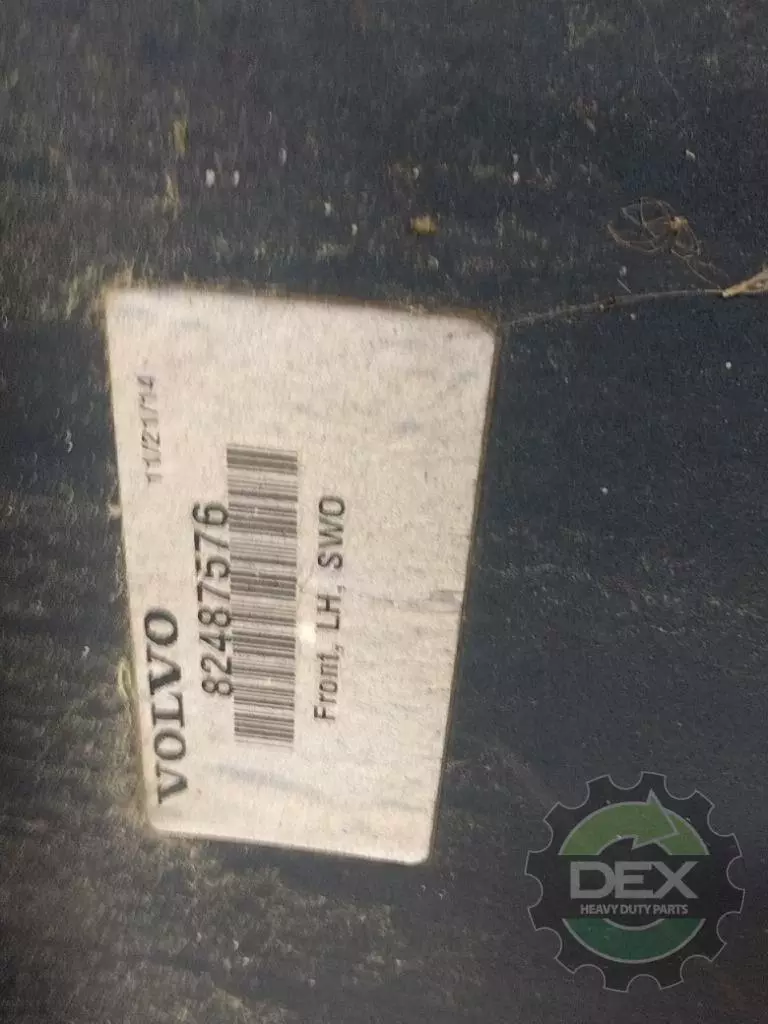 VOLVO
11/21/14
82487576
Front, LH, SWO
DEX
HEAVY DUTY PARTS